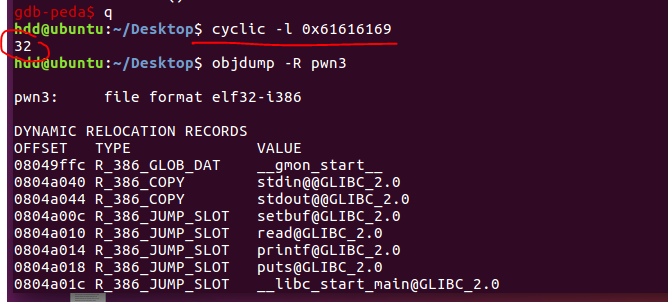 gdb-peda$ q
hdd@ubuntu:~/Desktop$ cyclic -l 0x61616169
32
hdd@ubuntu:~/Desktop$ objdump -R pwn3
pwn3:     file format elf32-i386
DYNAMIC RELOCATION RECORDS
OFFSET   TYPE              VALUE
08049ffc R_386_GLOB_DAT    __gmon_start__
0804a040 R_386_COPY        stdin@@GLIBC_2.0
0804a044 R_386_COPY        stdout@@GLIBC_2.0
0804a00c R_386_JUMP_SLOT   setbuf@GLIBC_2.0
0804a010 R_386_JUMP_SLOT   read@GLIBC_2.0
0804a014 R_386_JUMP_SLOT   printf@GLIBC_2.0
0804a018 R_386_JUMP_SLOT   puts@GLIBC_2.0
0804a01c R_386_JUMP_SLOT   __libc_start_main@GLIBC_2.0